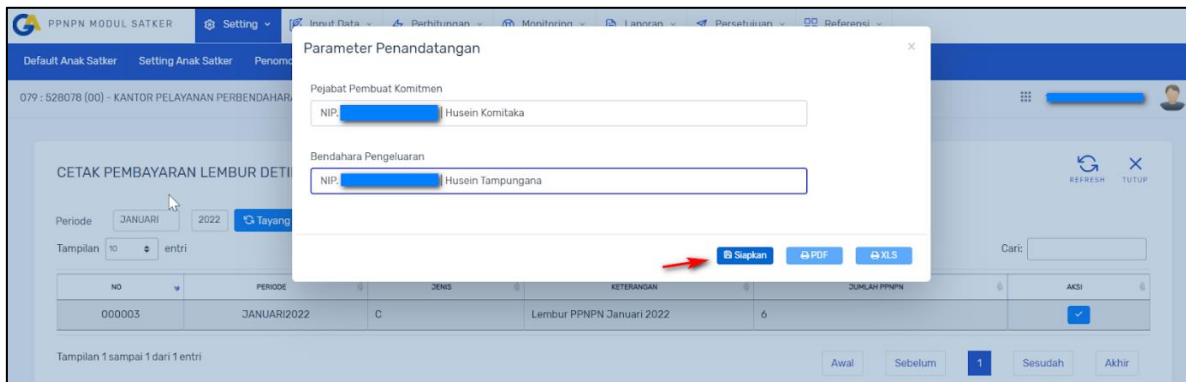 PPNPN MODUL SATKER Setting Input Data Perhitungan Monitoring Laporan Persetujuan Referensi
Default Anak Satker Setting Anak Satker Penomo
079 : 528078 (00) - KANTOR PELAYANAN PERBENDAHAR
Parameter Penandatangan ×
Pejabat Pembuat Komitmen
NIP. Husein Komitaka
Bendahara Pengeluaran
NIP. Husein Tampungana
Siapkan PDF XLS
CETAK PEMBAYARAN LEMBUR DETI
REFRESH TUTUP
Periode JANUARI 2022 Tayang
Tampilan 10 entri Cari:
NO PERIODE JENIS KETERANGAN JUMLAH PPNPN AKSI
000003 JANUARI2022 C Lembur PPNPN Januari 2022 6
Tampilan 1 sampai 1 dari 1 entri
Awal Sebelum 1 Sesudah Akhir